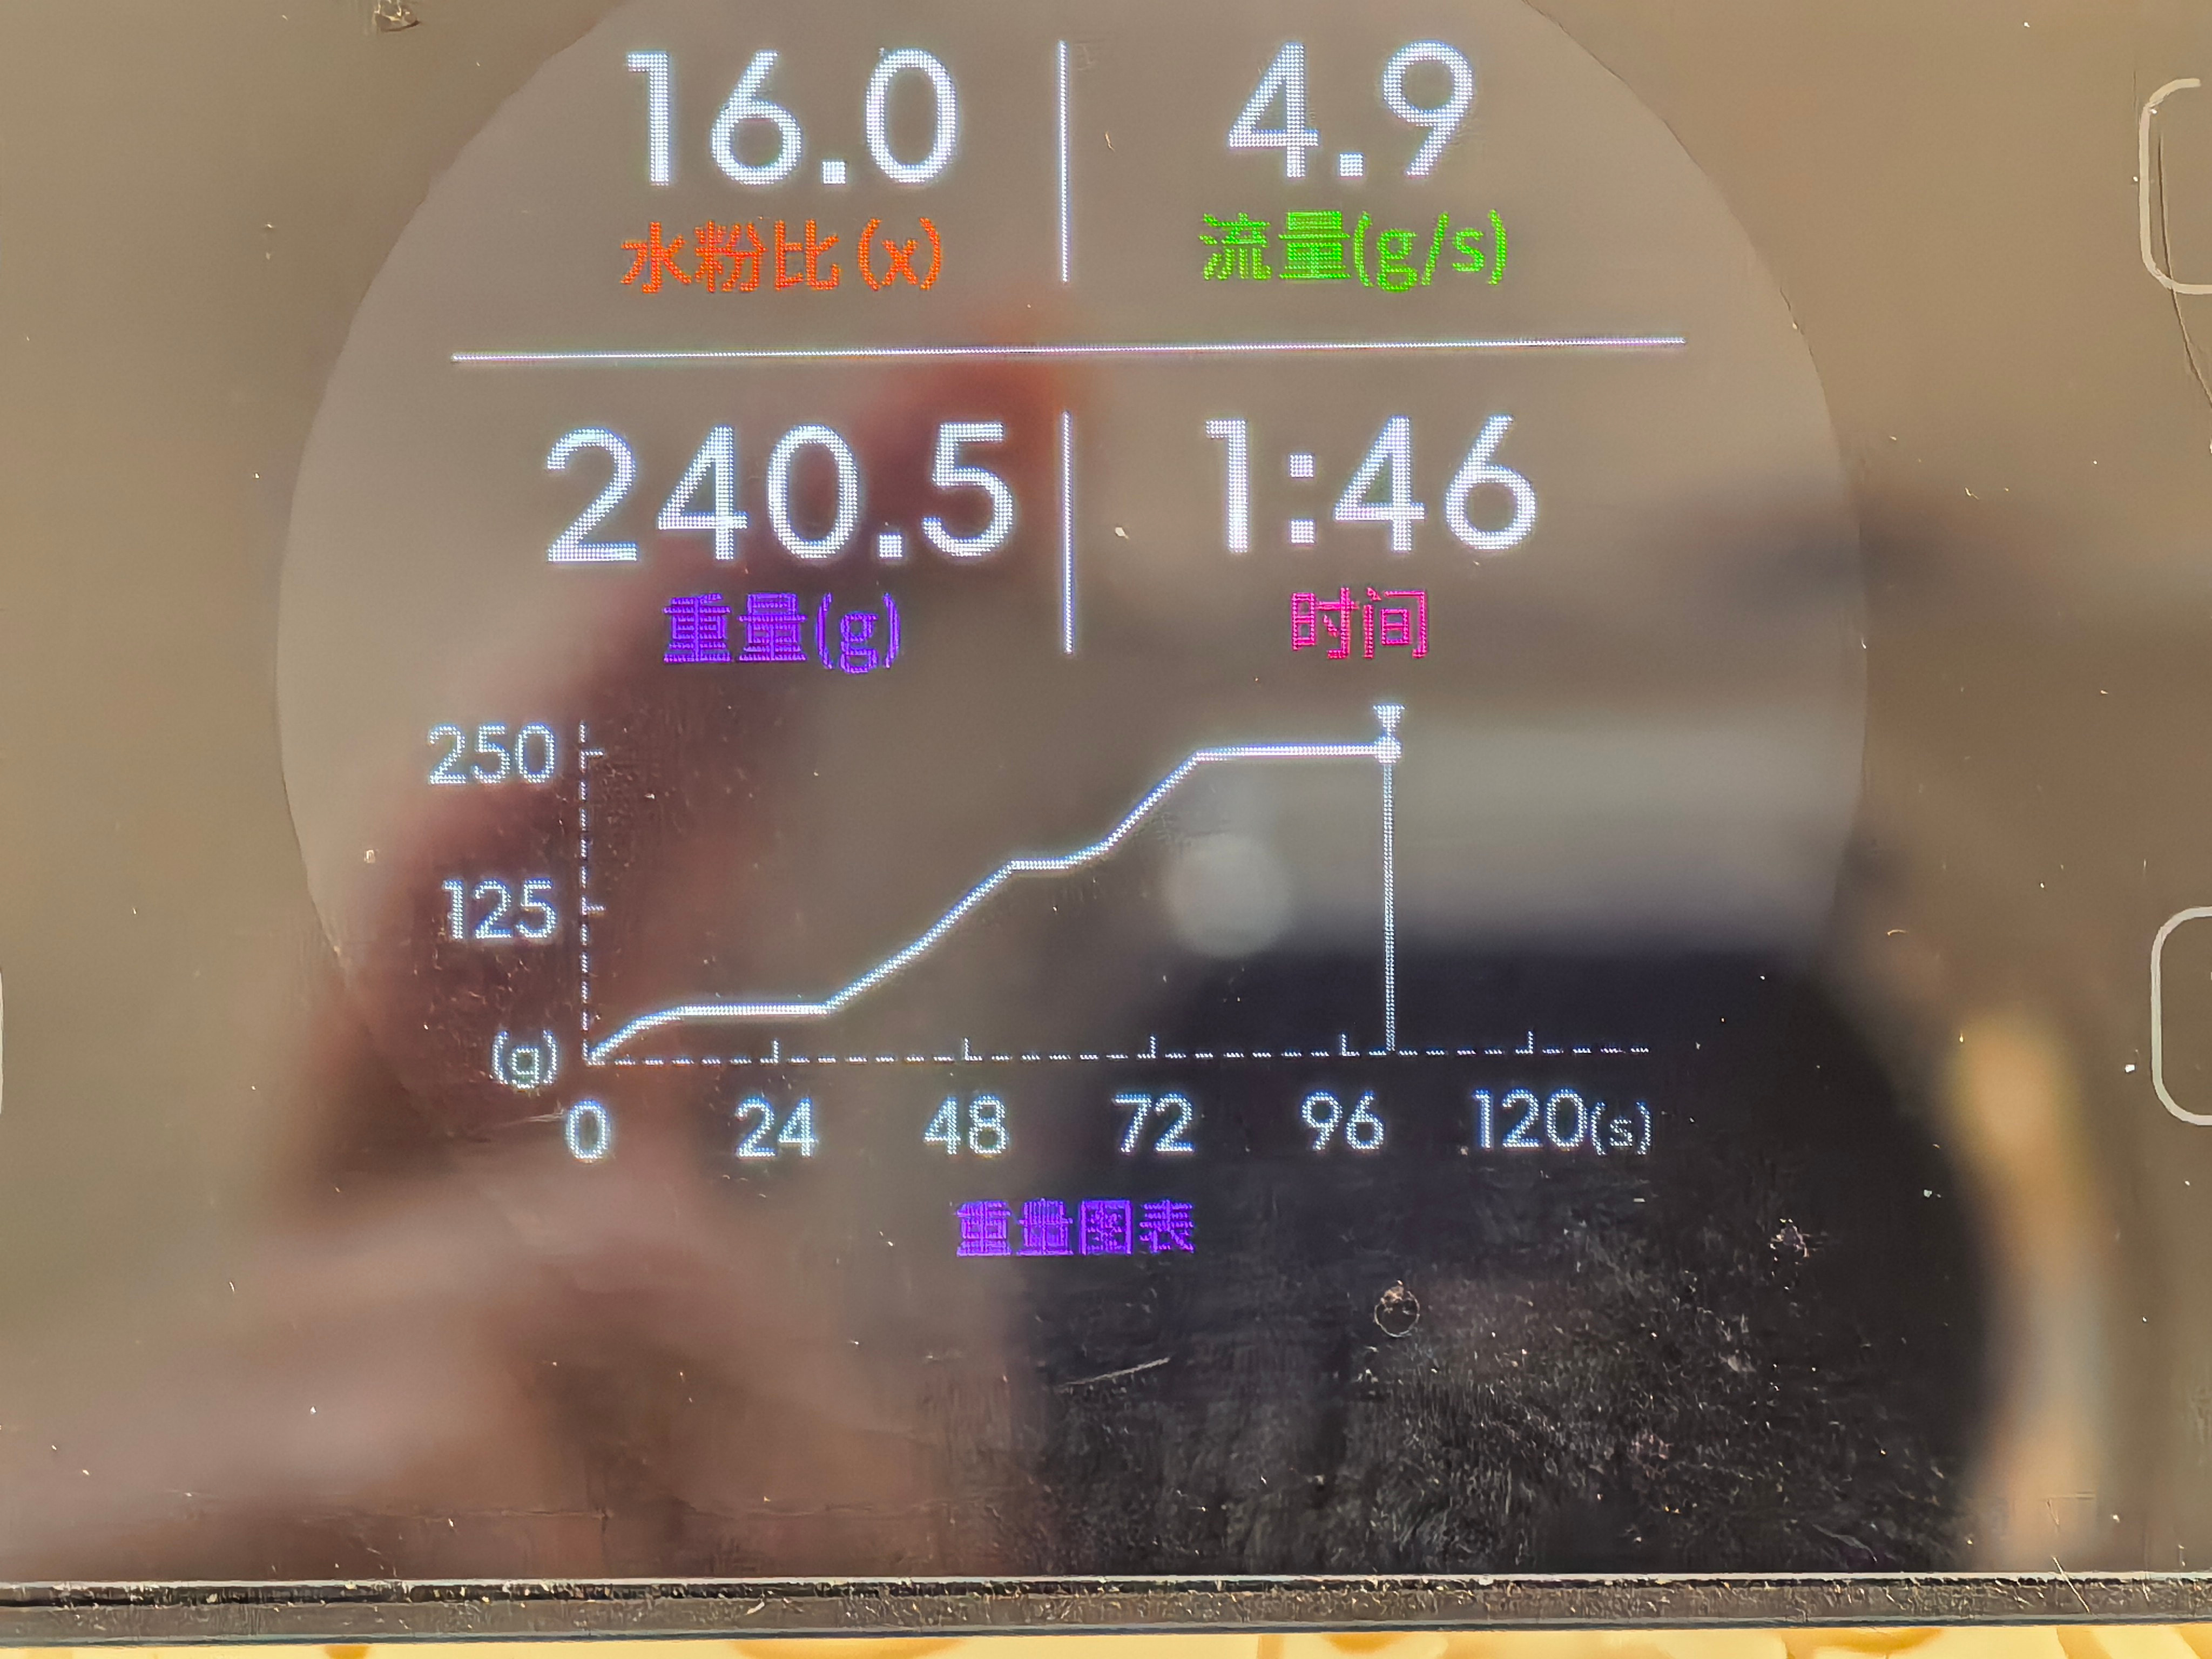 16.0 4.9
水粉比(x) 流量(g/s)
240.5 1:46
重量(g) 时间
250
125
(g)
0 24 48 72 96 120(s)
重量图表